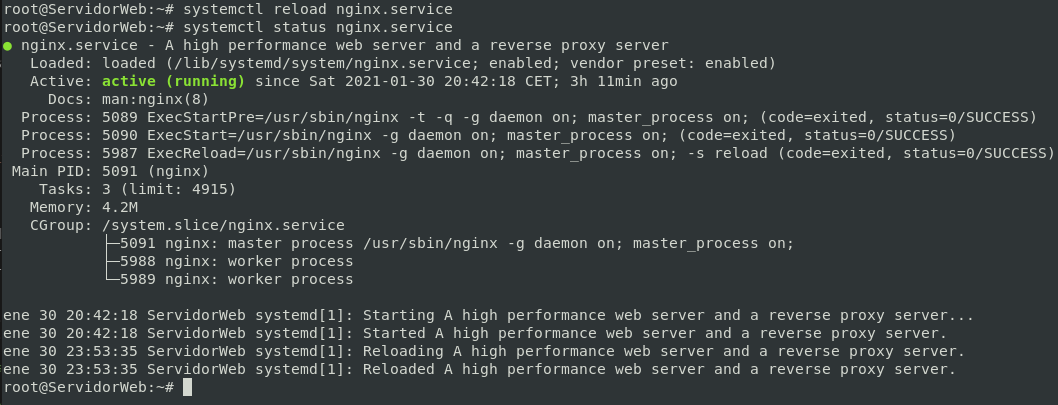 root@ServidorWeb:~# systemctl reload nginx.service
root@ServidorWeb:~# systemctl status nginx.service
● nginx.service - A high performance web server and a reverse proxy server
   Loaded: loaded (/lib/systemd/system/nginx.service; enabled; vendor preset: enabled)
   Active: active (running) since Sat 2021-01-30 20:42:18 CET; 3h 11min ago
     Docs: man:nginx(8)
  Process: 5089 ExecStartPre=/usr/sbin/nginx -t -q -g daemon on; master_process on; (code=exited, status=0/SUCCESS)
  Process: 5090 ExecStart=/usr/sbin/nginx -g daemon on; master_process on; (code=exited, status=0/SUCCESS)
  Process: 5987 ExecReload=/usr/sbin/nginx -g daemon on; master_process on; -s reload (code=exited, status=0/SUCCESS)
 Main PID: 5091 (nginx)
    Tasks: 3 (limit: 4915)
   Memory: 4.2M
   CGroup: /system.slice/nginx.service
           ├─5091 nginx: master process /usr/sbin/nginx -g daemon on; master_process on;
           ├─5988 nginx: worker process
           └─5989 nginx: worker process

ene 30 20:42:18 ServidorWeb systemd[1]: Starting A high performance web server and a reverse proxy server...
ene 30 20:42:18 ServidorWeb systemd[1]: Started A high performance web server and a reverse proxy server.
ene 30 23:53:35 ServidorWeb systemd[1]: Reloading A high performance web server and a reverse proxy server.
ene 30 23:53:35 ServidorWeb systemd[1]: Reloaded A high performance web server and a reverse proxy server.
root@ServidorWeb:~#